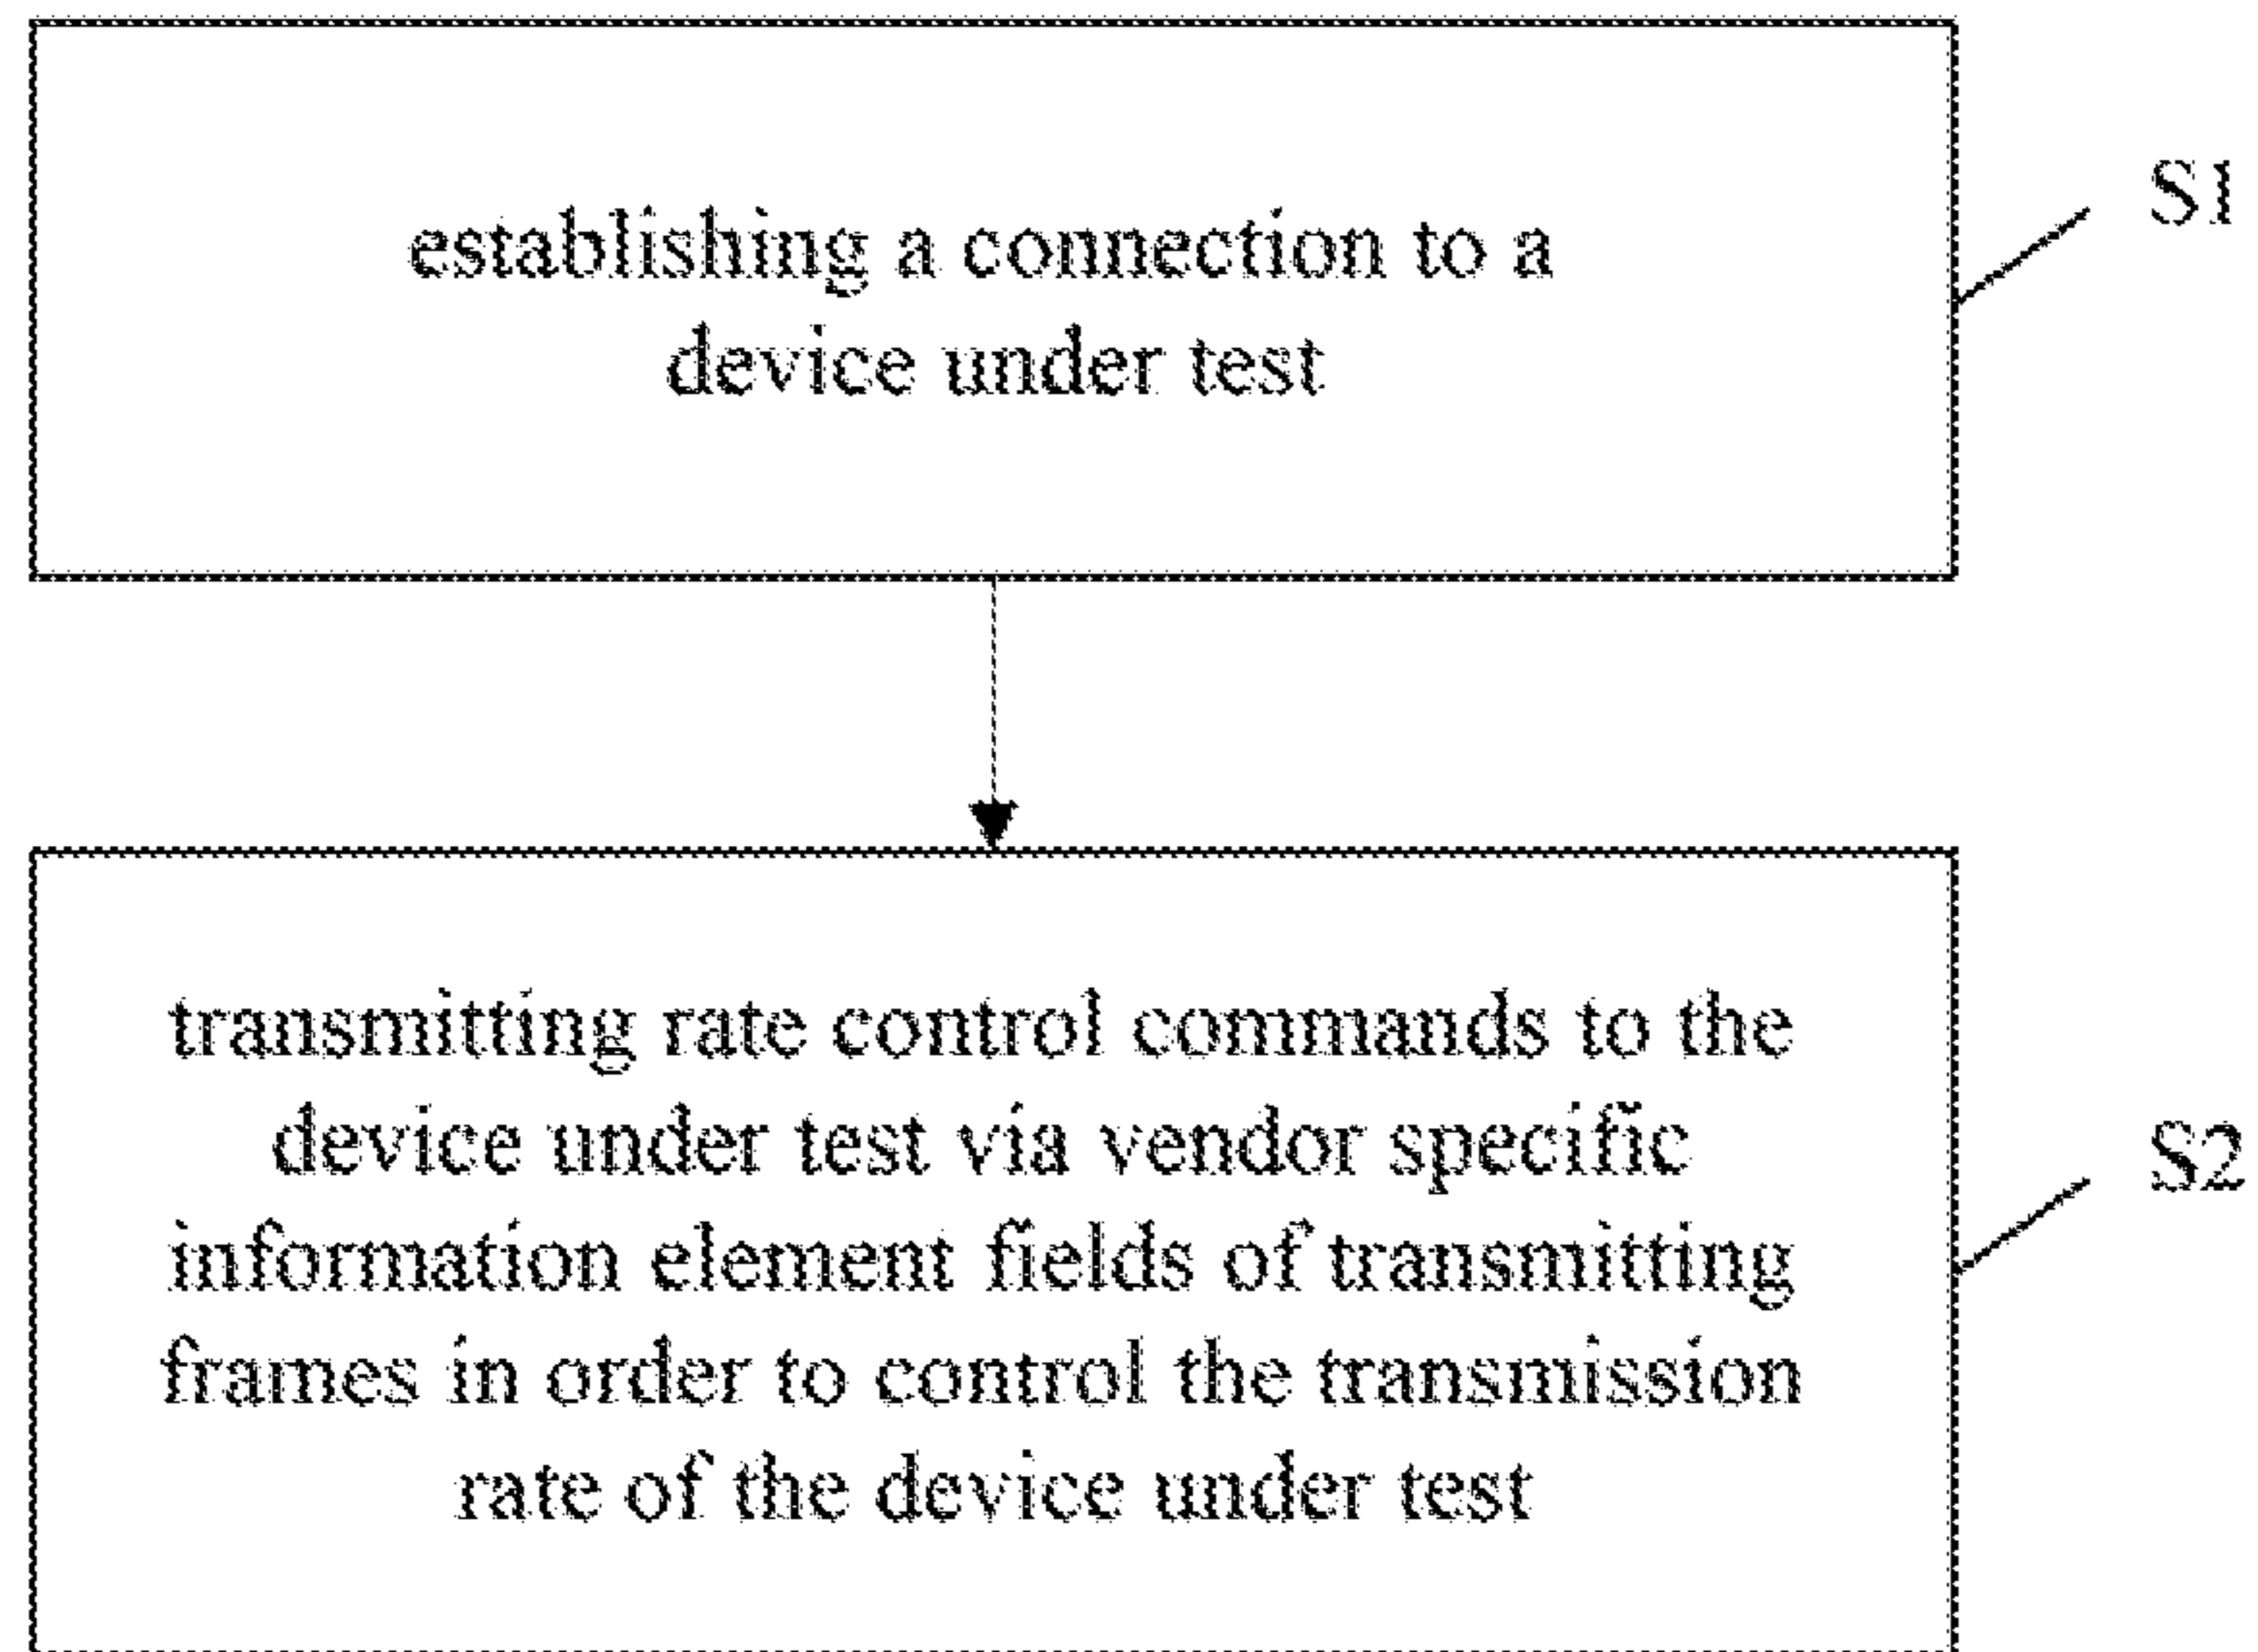 establishing a connection to a
device under test
S1
transmitting rate control commands to the
device under test via vendor specific
information element fields of transmitting
frames in order to control the transmission
rate of the device under test
S2